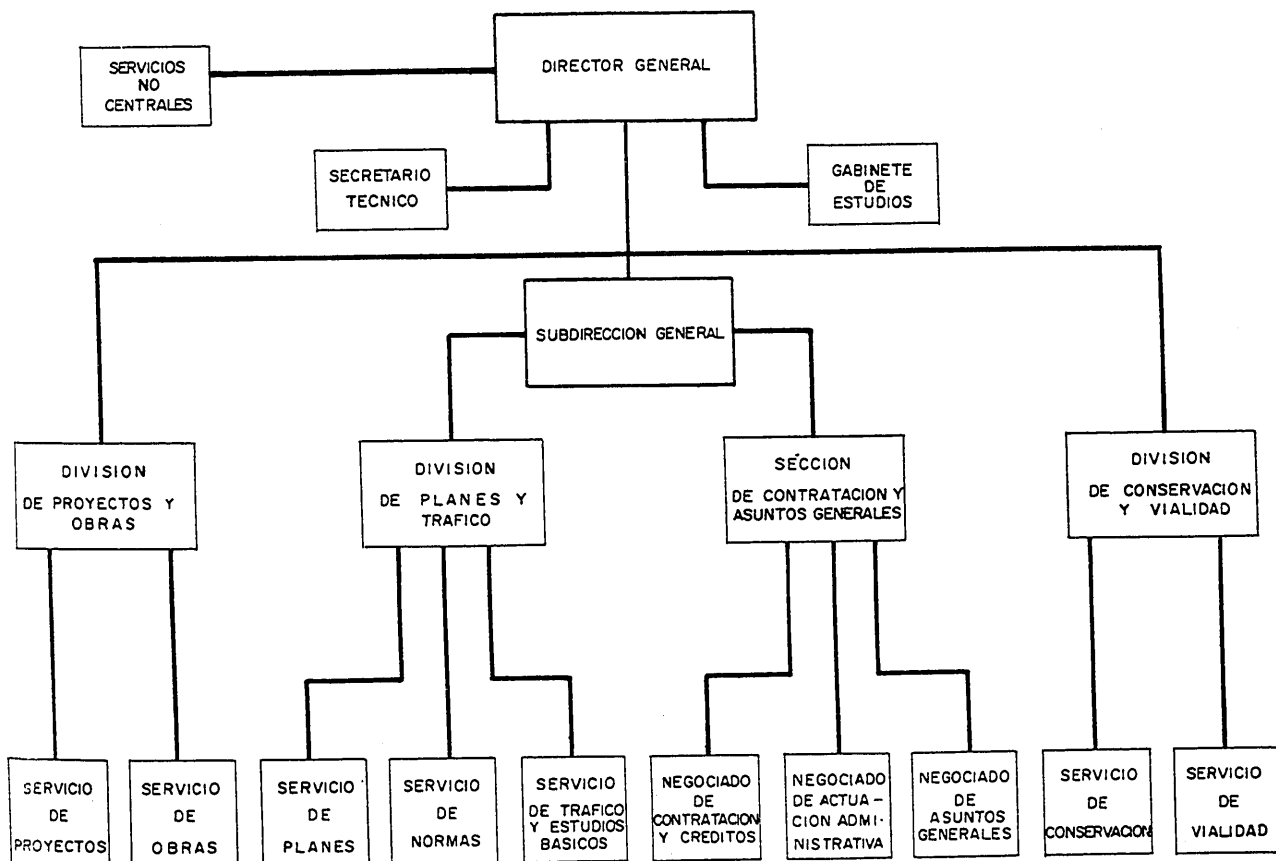 DIRECTOR GENERAL
SERVICIOS
NO
CENTRALES
SECRETARIO
TECNICO
GABINETE
DE
ESTUDIOS
SUBDIRECCION GENERAL
DIVISION
DE PROYECTOS Y
OBRAS
DIVISION
DE PLANES Y
TRAFICO
SÉCCION
DE CONTRATACION Y
ASUNTOS GENERALES
DIVISION
DE CONSERVACION
Y VIALIDAD
SERVICIO
DE
PROYECTOS
SERVICIO
DE
OBRAS
SERVICIO
DE
PLANES
SERVICIO
DE
NORMAS
SERVICIO
DE TRAFICO
Y ESTUDIOS
BASICOS
NEGOCIADO
DE
CONTRATACION
Y CREDITOS
NEGOCIADO
DE ACTUA-
CION ADMI-
NISTRATIVA
NEGOCIADO
DE
ASUNTOS
GENERALES
SERVICIO
DE
CONSERVACION
SERVICIO
DE
VIALIDAD